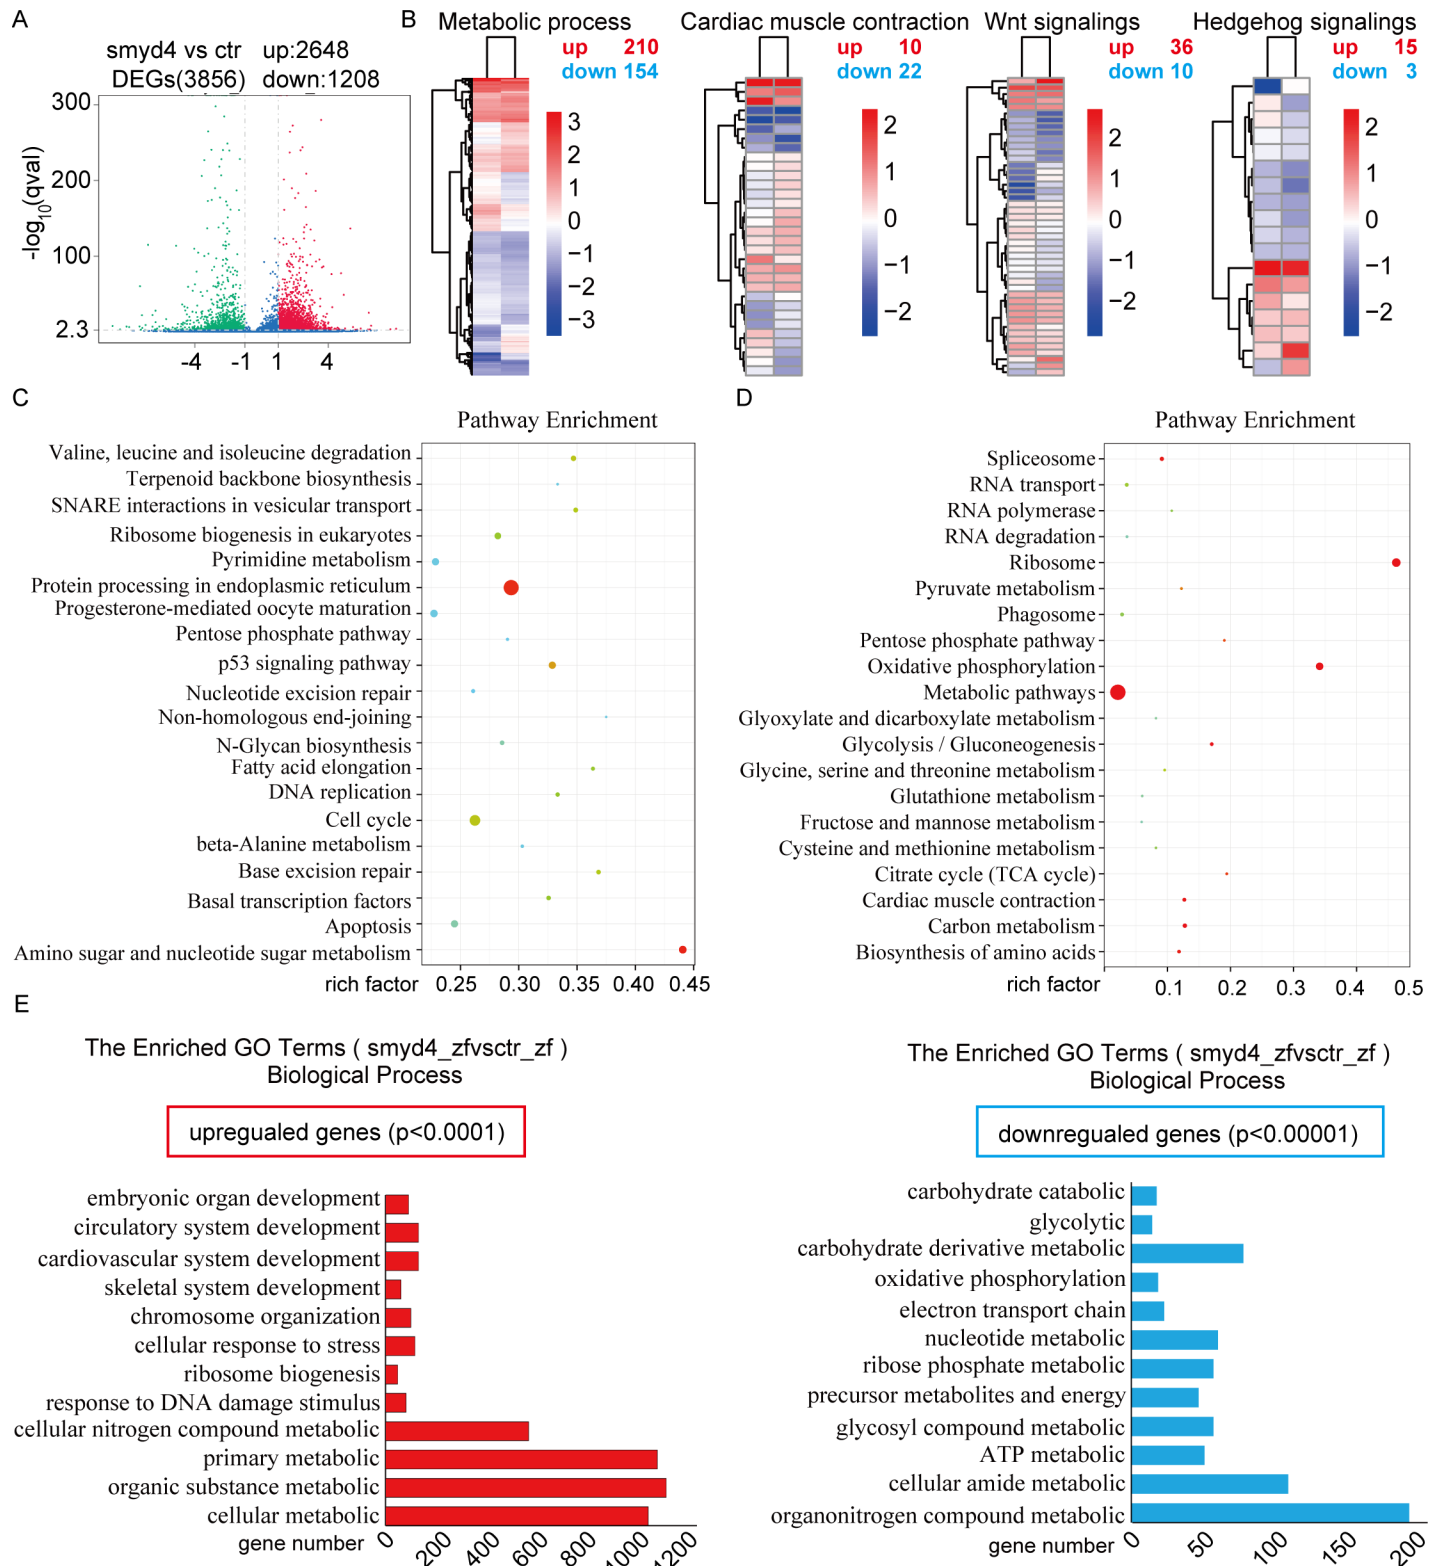 A
smyd4 vs ctr up:2648
DEGs(3856) down:1208
-log10(qval)
300
200
100
2.3
-4 -1 1 4
B
Metabolic process
up 210
down 154
3
2
1
0
−1
−2
−3
Cardiac muscle contraction
up 10
down 22
2
1
0
−1
−2
Wnt signalings
up 36
down 10
2
1
0
−1
−2
Hedgehog signalings
up 15
down 3
2
1
0
−1
−2
C
Pathway Enrichment
Valine, leucine and isoleucine degradation
Terpenoid backbone biosynthesis
SNARE interactions in vesicular transport
Ribosome biogenesis in eukaryotes
Pyrimidine metabolism
Protein processing in endoplasmic reticulum
Progesterone-mediated oocyte maturation
Pentose phosphate pathway
p53 signaling pathway
Nucleotide excision repair
Non-homologous end-joining
N-Glycan biosynthesis
Fatty acid elongation
DNA replication
Cell cycle
beta-Alanine metabolism
Base excision repair
Basal transcription factors
Apoptosis
Amino sugar and nucleotide sugar metabolism
rich factor 0.25 0.30 0.35 0.40 0.45
D
Pathway Enrichment
Spliceosome
RNA transport
RNA polymerase
RNA degradation
Ribosome
Pyruvate metabolism
Phagosome
Pentose phosphate pathway
Oxidative phosphorylation
Metabolic pathways
Glyoxylate and dicarboxylate metabolism
Glycolysis / Gluconeogenesis
Glycine, serine and threonine metabolism
Glutathione metabolism
Fructose and mannose metabolism
Cysteine and methionine metabolism
Citrate cycle (TCA cycle)
Cardiac muscle contraction
Carbon metabolism
Biosynthesis of amino acids
rich factor 0.1 0.2 0.3 0.4 0.5
E
The Enriched GO Terms ( smyd4_zfvsctr_zf )
Biological Process
upregualed genes (p<0.0001)
embryonic organ development
circulatory system development
cardiovascular system development
skeletal system development
chromosome organization
cellular response to stress
ribosome biogenesis
response to DNA damage stimulus
cellular nitrogen compound metabolic
primary metabolic
organic substance metabolic
cellular metabolic
gene number 0 200 400 600 800 1000 1200
The Enriched GO Terms ( smyd4_zfvsctr_zf )
Biological Process
downregualed genes (p<0.00001)
carbohydrate catabolic
glycolytic
carbohydrate derivative metabolic
oxidative phosphorylation
electron transport chain
nucleotide metabolic
ribose phosphate metabolic
precursor metabolites and energy
glycosyl compound metabolic
ATP metabolic
cellular amide metabolic
organonitrogen compound metabolic
gene number 0 50 100 150 200